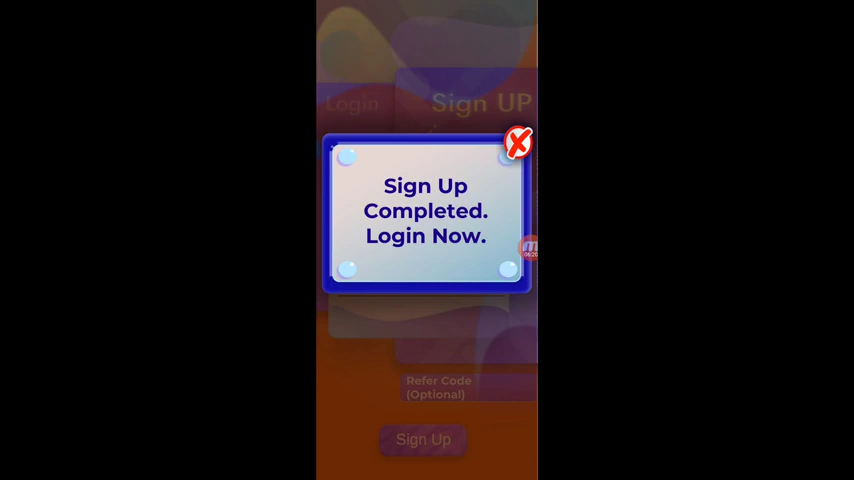 Login
Sign UP
Sign Up
Completed.
Login Now.
Refer Code
(Optional)
Sign Up